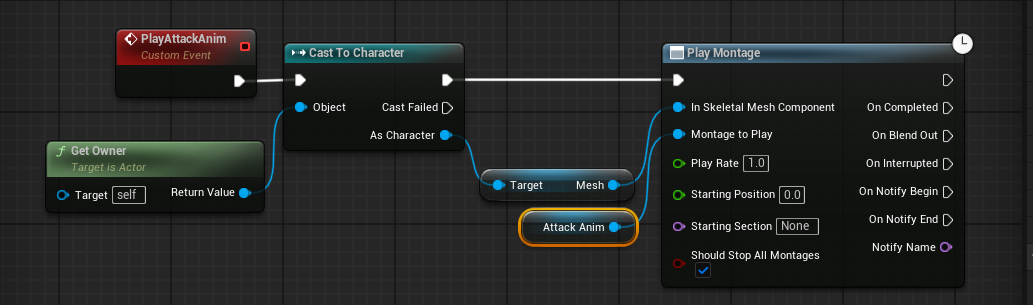 PlayAttackAnim
Custom Event
Cast To Character
Object
Cast Failed
As Character
Get Owner
Target is Actor
Target self
Return Value
Target Mesh
Attack Anim
Play Montage
In Skeletal Mesh Component
On Completed
Montage to Play
On Blend Out
Play Rate 1.0
On Interrupted
Starting Position 0.0
On Notify Begin
Starting Section None
On Notify End
Notify Name
Should Stop All Montages